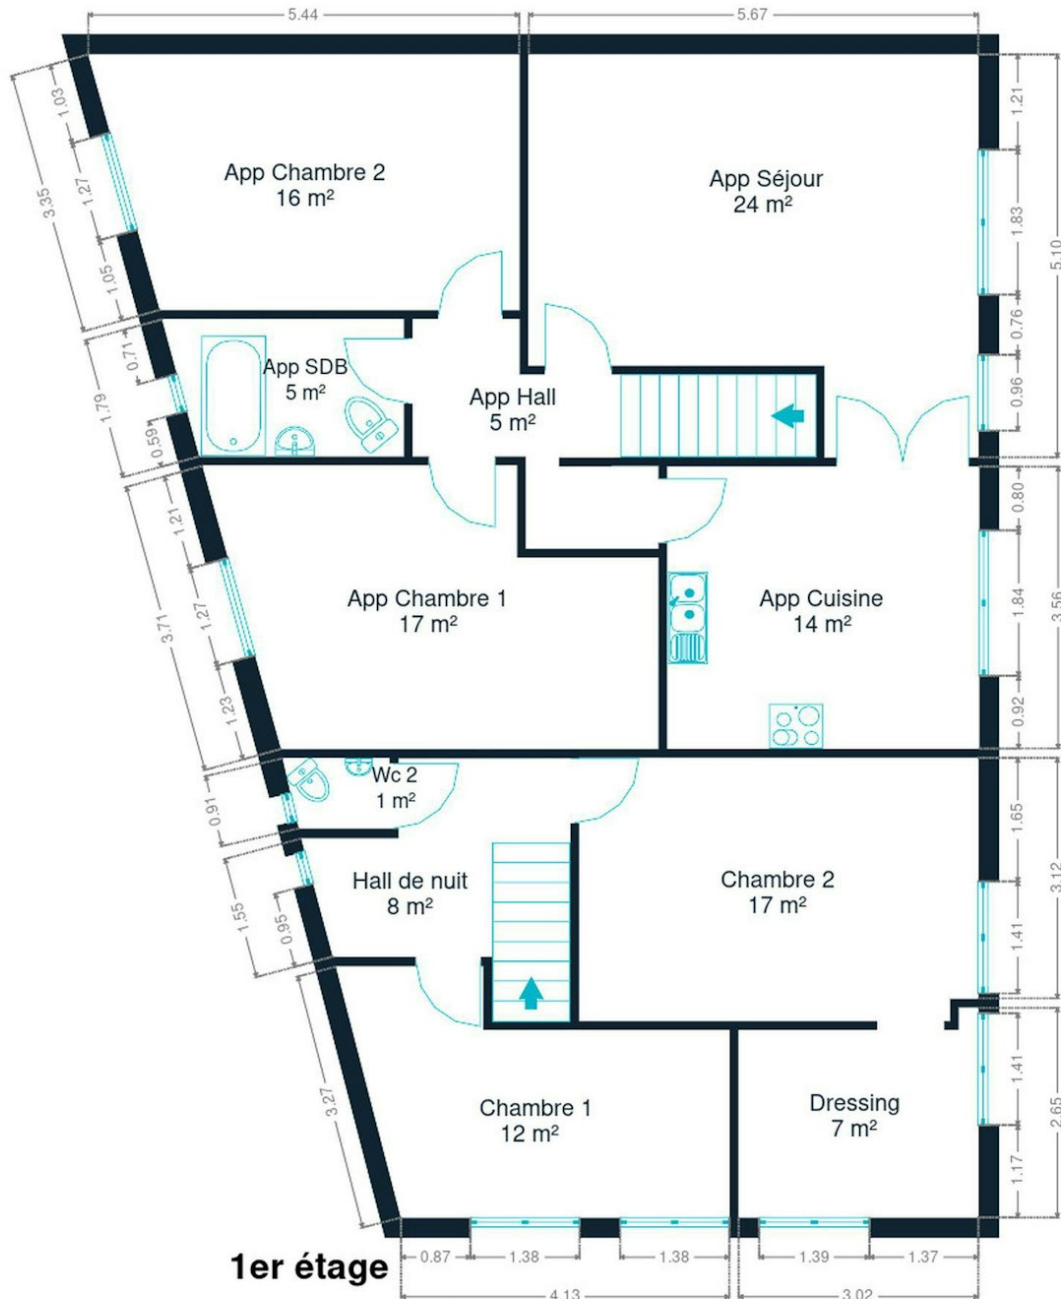 5.44
5.67
1.03
1.27
1.05
3.35
App Chambre 2
16 m²
App Séjour
24 m²
1.21
1.83
0.76
0.96
5.10
0.71
0.59
1.79
App SDB
5 m²
App Hall
5 m²
1.21
1.27
1.23
3.71
App Chambre 1
17 m²
App Cuisine
14 m²
0.80
1.84
0.92
3.56
0.91
Wc 2
1 m²
1.55
0.95
Hall de nuit
8 m²
Chambre 2
17 m²
1.65
1.41
3.12
3.27
Chambre 1
12 m²
Dressing
7 m²
1.41
1.17
2.65
1er étage
0.87
1.38
1.38
1.39
1.37
4.13
3.02